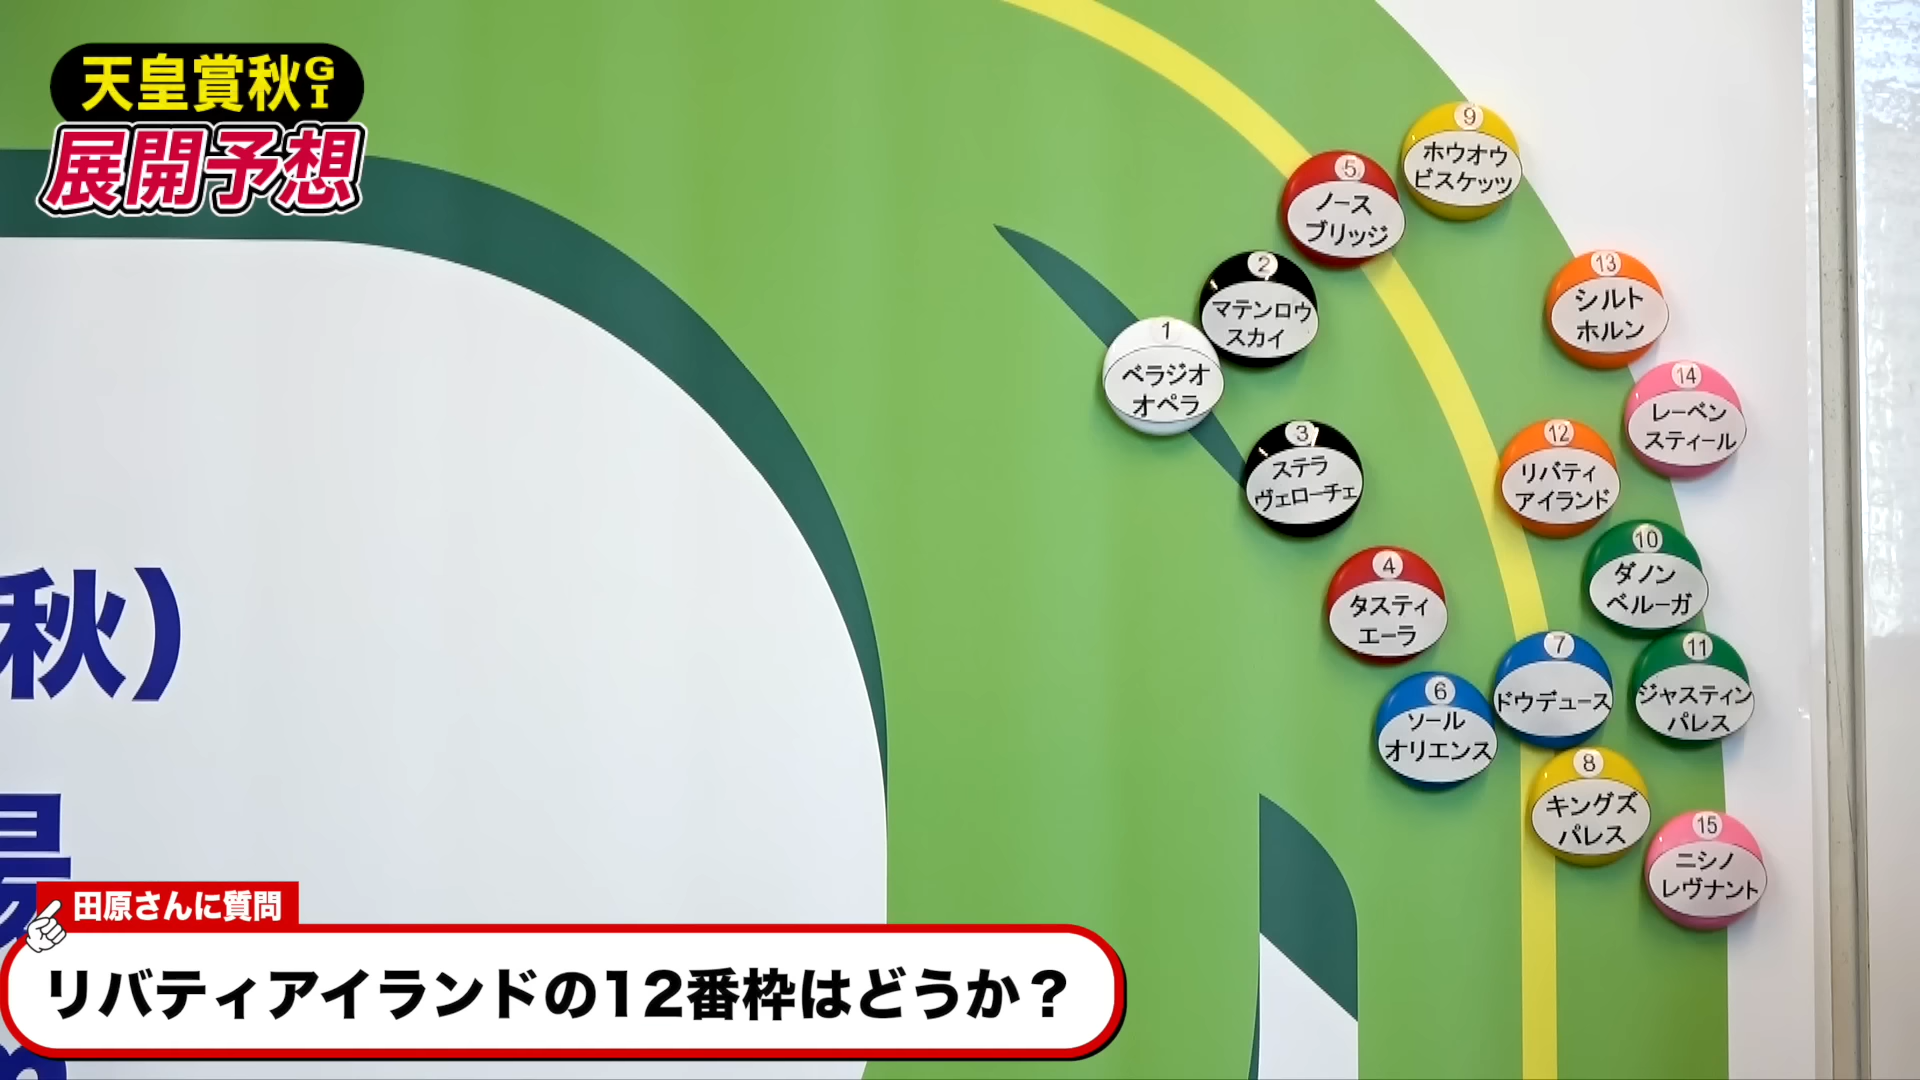 天皇賞秋GI
展開予想
9
ホウオウ
ビスケッツ
5
ノース
ブリッジ
2
マテンロウ
スカイ
13
シルト
ホルン
1
ベラジオ
オペラ
14
レーベン
スティール
3
ステラ
ヴェローチェ
12
リバティ
アイランド
10
ダノン
ベルーガ
4
タスティ
エーラ
7
ドウデュース
11
ジャスティン
パレス
6
ソール
オリエンス
8
キングズ
パレス
15
ニシノ
レヴナント
秋)
田原さんに質問
リバティアイランドの12番枠はどうか？